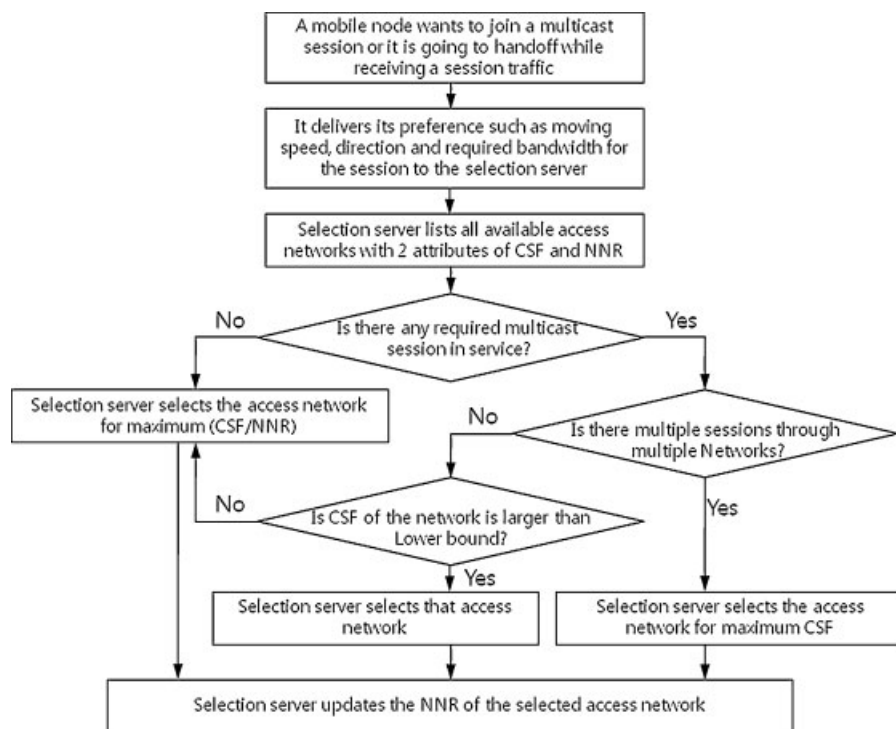 A mobile node wants to join a multicast
session or it is going to handoff while
receiving a session traffic
It delivers its preference such as moving
speed, direction and required bandwidth for
the session to the selection server
Selection server lists all available access
networks with 2 attributes of CSF and NNR
No
Yes
Is there any required multicast
session in service?
Selection server selects the access network
for maximum (CSF/NNR)
No
Is there multiple sessions through
multiple Networks?
No
Is CSF of the network is larger than
Lower bound?
Yes
Yes
Selection server selects that access
network
Selection server selects the access
network for maximum CSF
Selection server updates the NNR of the selected access network